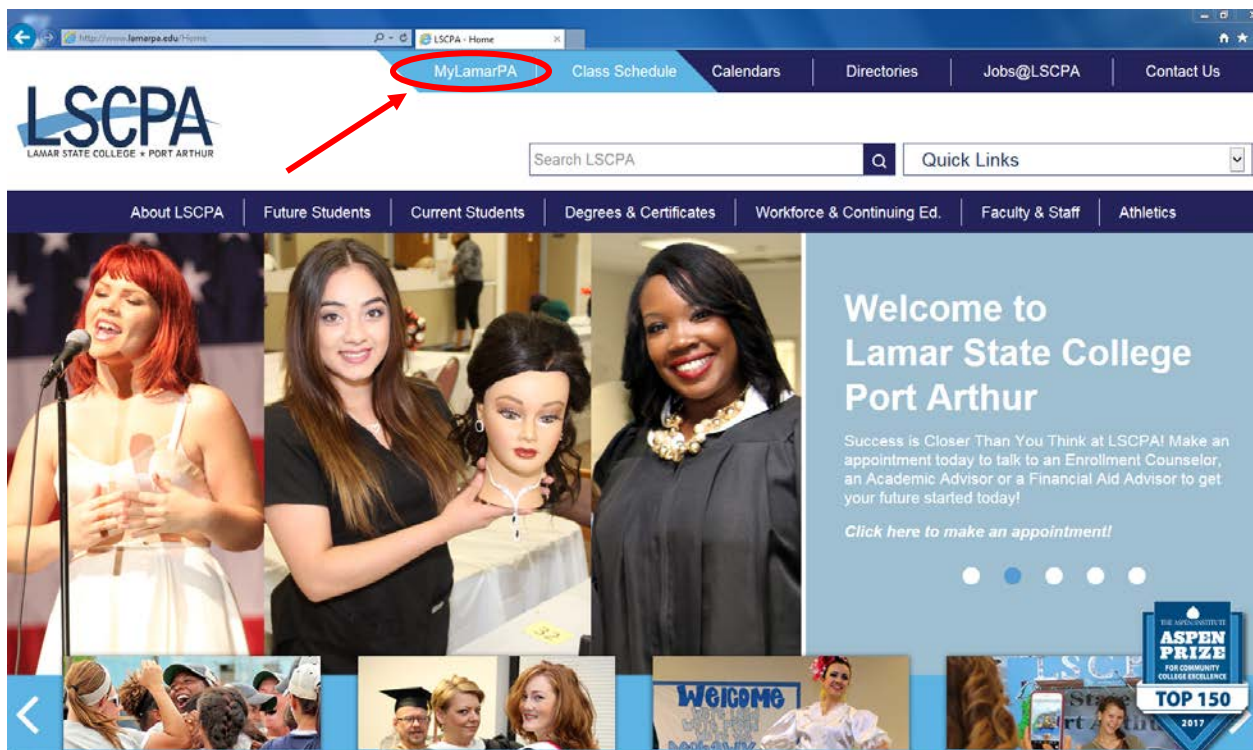 http://www.lamarpa.edu/Home
LSCPA - Home
MyLamarPA
Class Schedule
Calendars
Directories
Jobs@LSCPA
Contact Us
LSCPA
LAMAR STATE COLLEGE PORT ARTHUR
Search LSCPA
Quick Links
About LSCPA
Future Students
Current Students
Degrees & Certificates
Workforce & Continuing Ed.
Faculty & Staff
Athletics
Welcome to
Lamar State College
Port Arthur
Success is Closer Than You Think at LSCPA! Make an
appointment today to talk to an Enrollment Counselor,
an Academic Advisor or a Financial Aid Advisor to get
your future started today!
Click here to make an appointment!
32
THE ASPEN INSTITUTE
ASPEN
PRIZE
FOR COMMUNITY
COLLEGE EXCELLENCE
TOP 150
2017
WELCOME